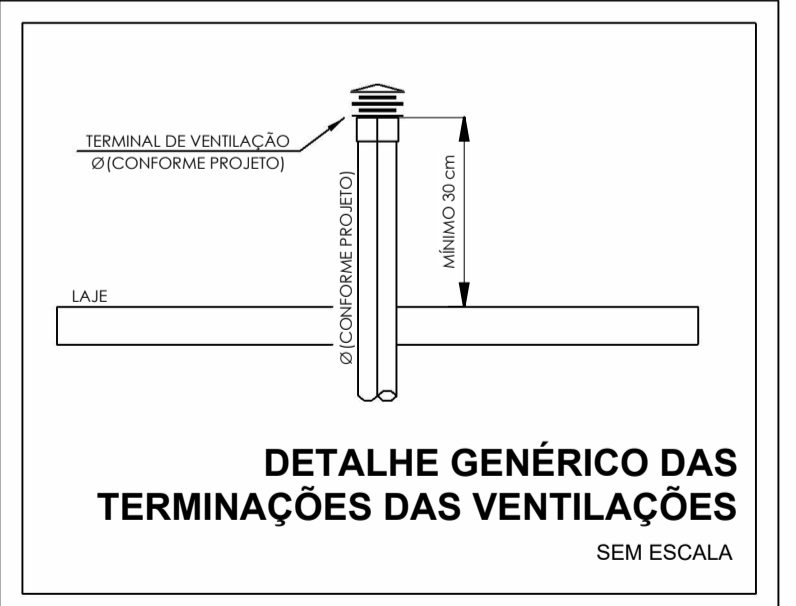 TERMINAL DE VENTILAÇÃO
Ø(CONFORME PROJETO)
Ø(CONFORME PROJETO)
MÍNIMO 30 cm
LAJE
DETALHE GENÉRICO DAS
TERMINAÇÕES DAS VENTILAÇÕES
SEM ESCALA